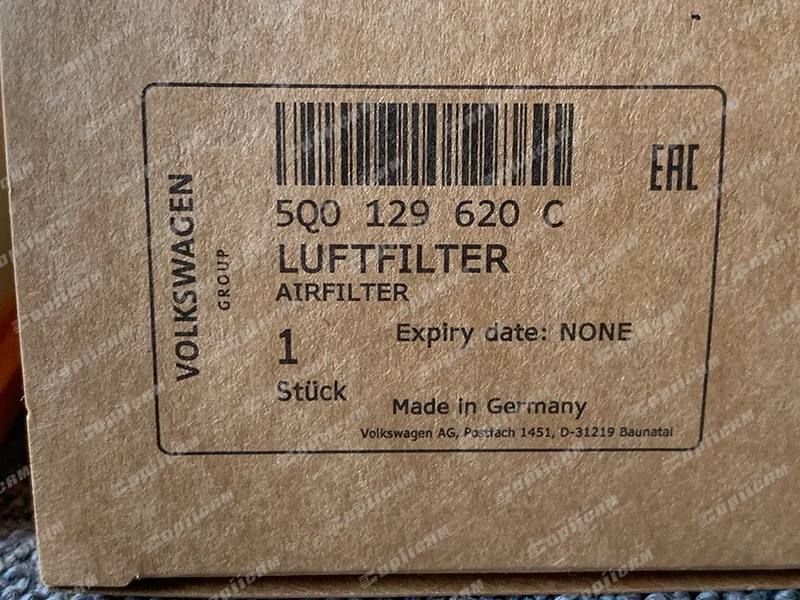 VOLKSWAGEN
GROUP
EAC
5Q0 129 620 C
LUFTFILTER
AIRFILTER
1
Stück
Expiry date: NONE
Made in Germany
Volkswagen AG, Postfach 1451, D-31219 Baunatal